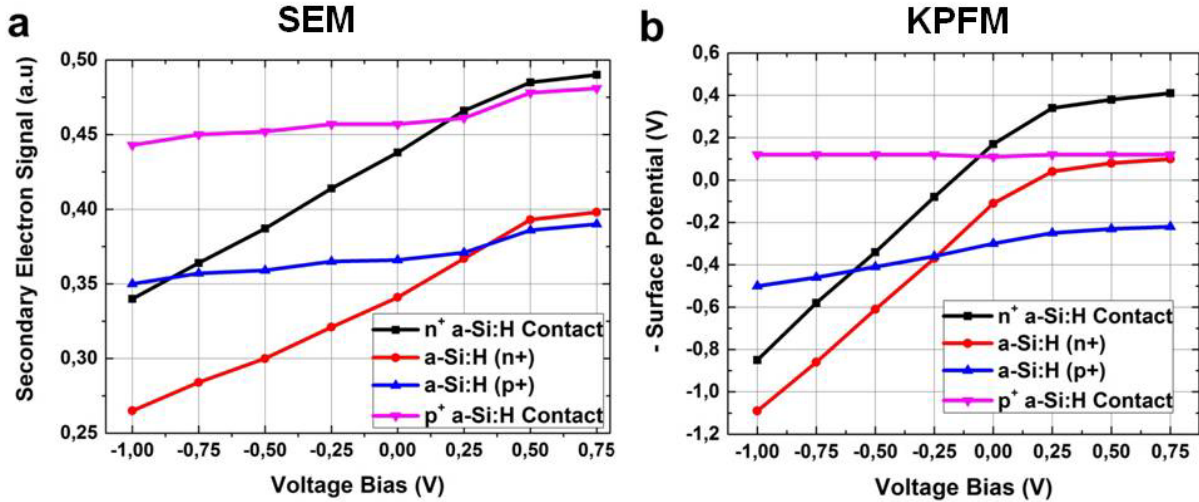 a
SEM
Secondary Electron Signal (a.u)
0,50
0,45
0,40
0,35
0,30
0,25
n+ a-Si:H Contact
a-Si:H (n+)
a-Si:H (p+)
p+ a-Si:H Contact
-1,00 -0,75 -0,50 -0,25 0,00 0,25 0,50 0,75
Voltage Bias (V)
b
KPFM
- Surface Potential (V)
0,6
0,4
0,2
0,0
-0,2
-0,4
-0,6
-0,8
-1,0
-1,2
n+ a-Si:H Contact
a-Si:H (n+)
a-Si:H (p+)
p+ a-Si:H Contact
-1,00 -0,75 -0,50 -0,25 0,00 0,25 0,50 0,75
Voltage Bias (V)